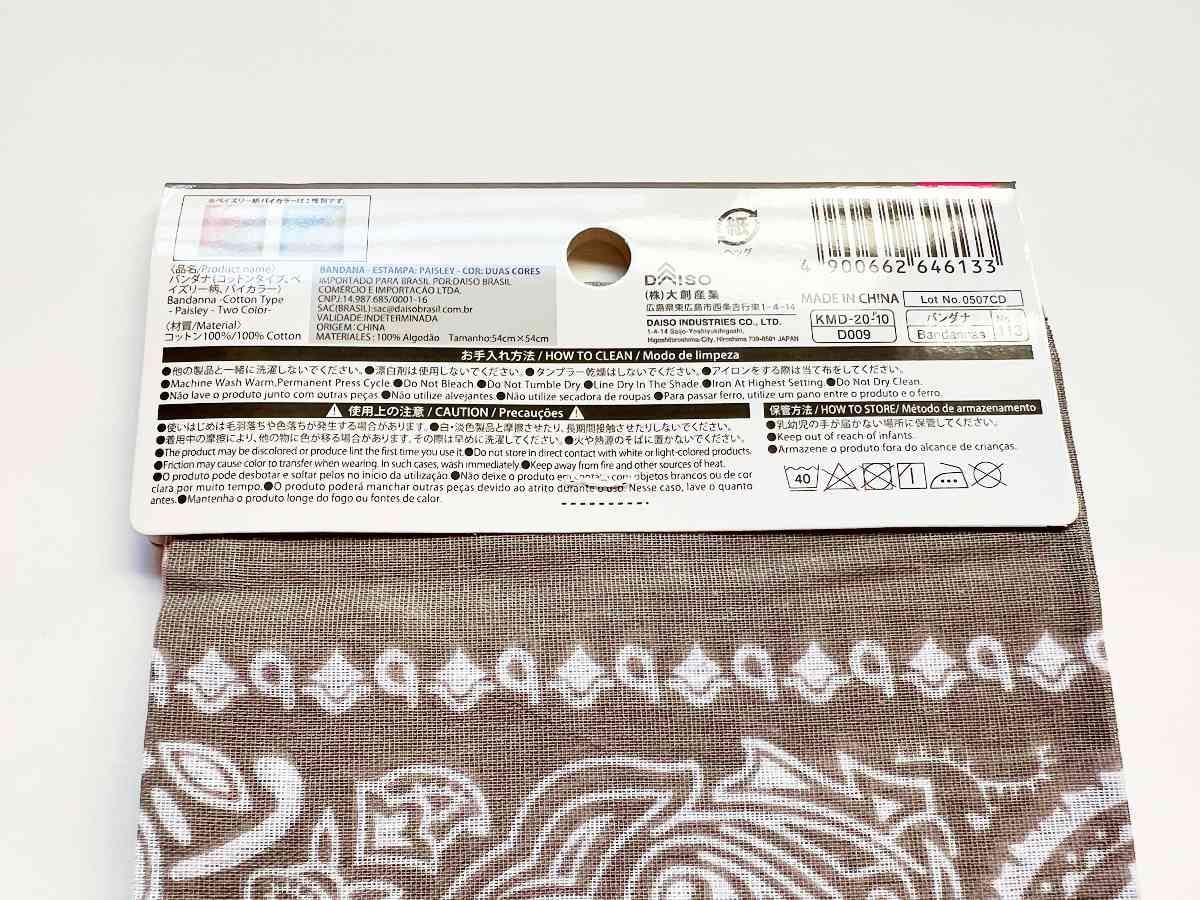 ※ペイズリー柄バイカラーは2種類です。
〈品名/Product name〉
バンダナ(コットンタイプ、ペ
イズリー柄、バイカラー)
Bandanna -Cotton Type
- Paisley - Two Color-
〈材質/Material〉
コットン100%/100% Cotton
BANDANA - ESTAMPA: PAISLEY - COR: DUAS CORES
IMPORTADO PARA BRASIL POR:DAISO BRASIL
COMÉRCIO E IMPORTAÇÃO LTDA.
CNPJ:14.987.685/0001-16
SAC(BRASIL):sac@daisobrasil.com.br
VALIDADE:INDETERMINADA
ORIGEM: CHINA
MATERIALES: 100% Algodão Tamanho:54cm×54cm
DAISO
(株)大創産業
広島県東広島市西条吉行東1-4-14
DAISO INDUSTRIES CO., LTD.
1-4-14 Saijo-Yoshiyukihigashi,
Higashihiroshima-City, Hiroshima 739-8501 JAPAN
紙
ヘッダ
4 900662 646133
MADE IN CHINA Lot No.0507CD
KMD-20-'10 バンダナ No.
D009 Bandannas 113
お手入れ方法 / HOW TO CLEAN / Modo de limpeza
●他の製品と一緒に洗濯しないでください。●漂白剤は使用しないでください。●タンブラー乾燥はしないでください。●アイロンをする際は当て布をしてください。
●Machine Wash Warm,Permanent Press Cycle.●Do Not Bleach.●Do Not Tumble Dry.●Line Dry In The Shade.●Iron At Highest Setting.●Do Not Dry Clean.
●Não lave o produto junto com outras peças.●Não utilize alvejantes.●Não utilize secadora de roupas ●Para passar ferro, utilize um pano entre o produto e o ferro.
使用上の注意 / CAUTION / Precauções
●使いはじめは毛羽落ちや色落ちが発生する場合があります。●白・淡色製品と摩擦させたり、長期間接触させたりしないでください。
●着用中の摩擦により、他の物に色が移る場合があります。その際は早めに洗濯してください。●火や熱源のそばに置かないでください。
●The product may be discolored or produce lint the first time you use it.●Do not store in direct contact with white or light-colored products.
●Friction may cause color to transfer when wearing. In such cases, wash immediately.●Keep away from fire and other sources of heat.
●O produto pode desbotar e soltar pelos no início da utilização ●Não deixe o produto em contato com objetos brancos ou de cor
clara por muito tempo.●O produto poderá manchar outras peças devido ao atrito durante o uso. Nesse caso, lave o quanto
antes.●Mantenha o produto longe do fogo ou fontes de calor.
保管方法 / HOW TO STORE/ Método de armazenamento
●乳幼児の手が届かない場所に保管してください。
●Keep out of reach of infants.
●Armazene o produto fora do alcance de crianças.
40